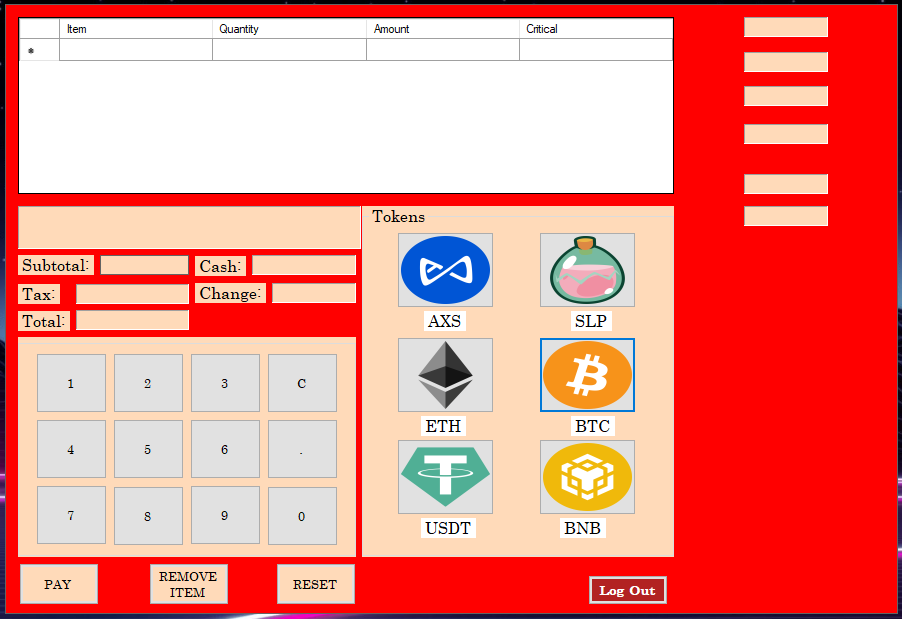 Item Quantity Amount Critical
Tokens
Subtotal: Cash:
Tax: Change:
Total:
AXS SLP
ETH BTC
USDT BNB
1 2 3 C
4 5 6 .
7 8 9 0
PAY
REMOVE
ITEM
RESET
Log Out